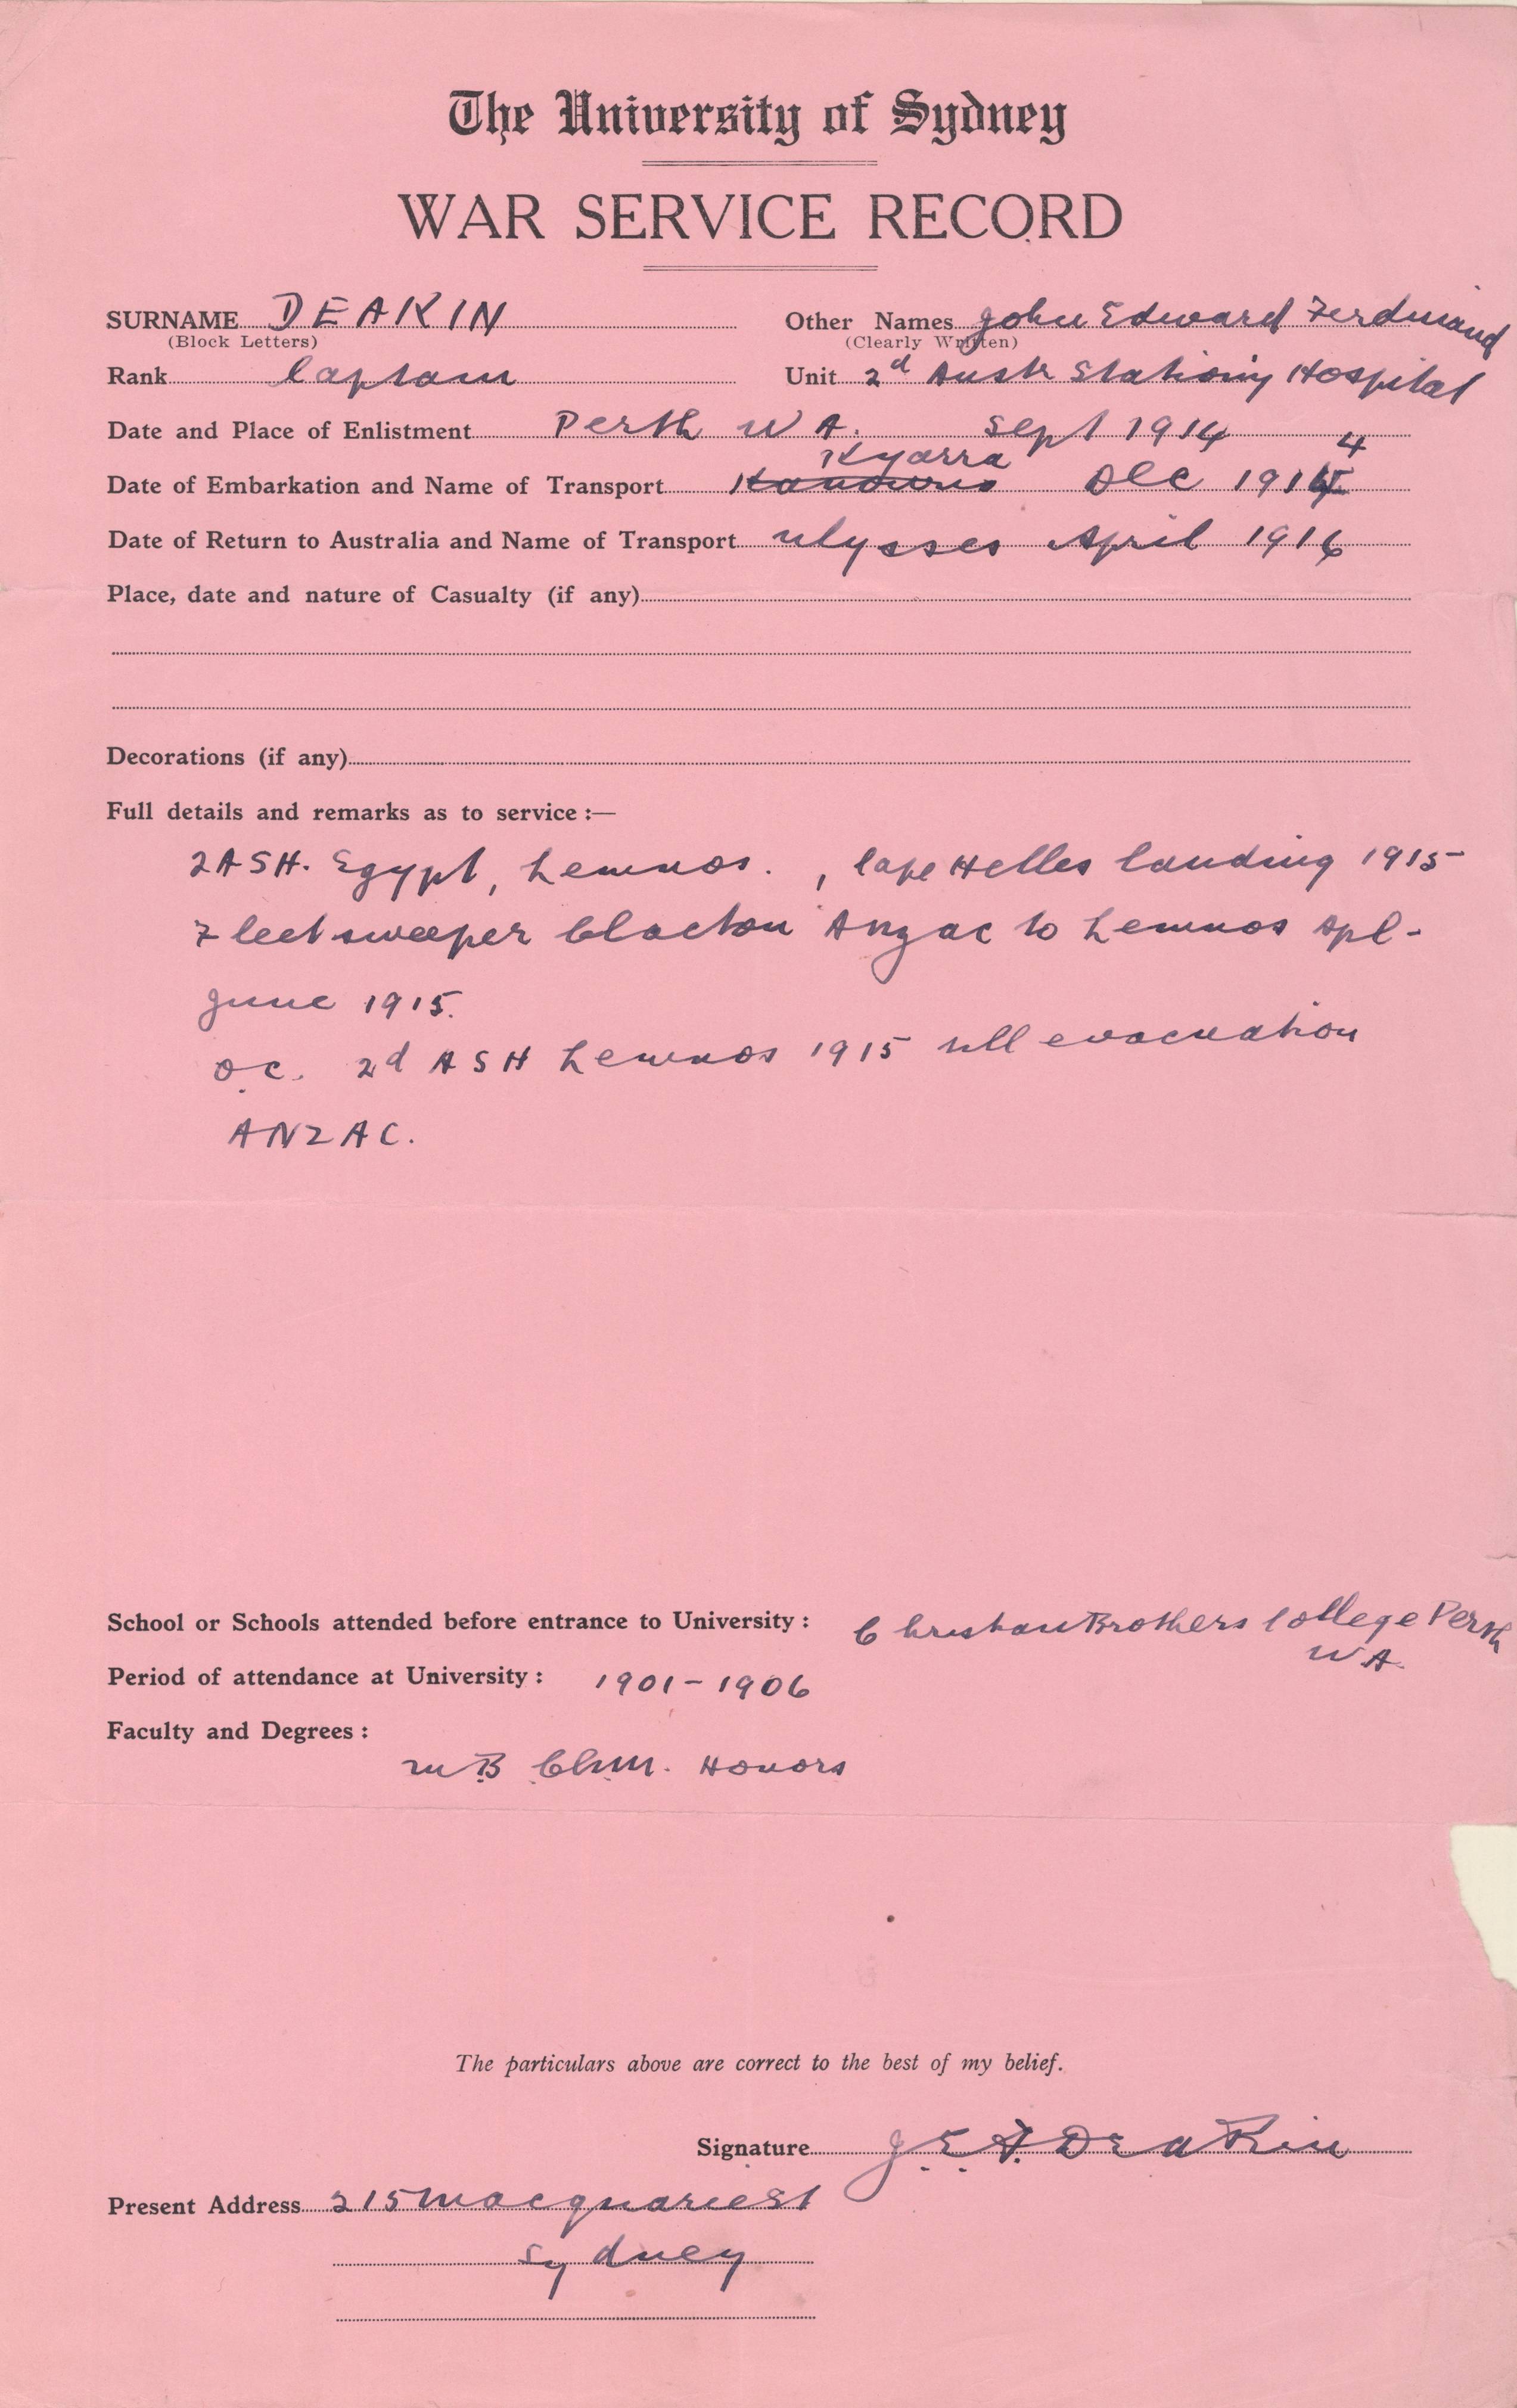 The University of Sydney
WAR SERVICE RECORD
SURNAME DEAKIN Other Names John Edward Ferdinand
(Block Letters) (Clearly Written)
Rank Captain Unit 2d Austr Stationy Hospital
Date and Place of Enlistment Perth W A. Sept 1914
Kyarra 4
Date of Embarkation and Name of Transport Kanowna Dec 1914
Date of Return to Australia and Name of Transport Ulysses April 1916
Place, date and nature of Casualty (if any)
Decorations (if any)
Full details and remarks as to service :—
2 ASH. Egypt, Lemnos. , Cape Helles landing 1915
Fleetsweeper Clacton Anzac to Lemnos Apl-
June 1915.
O.C. 2d ASH Lemnos 1915 till evacuation
ANZAC.
School or Schools attended before entrance to University : Christian Brothers College Perth
W A.
Period of attendance at University : 1901-1906
Faculty and Degrees :
M B Ch.M. Honors
The particulars above are correct to the best of my belief.
Signature J.E.F. Deakin
Present Address 215 Macquarie St
Sydney